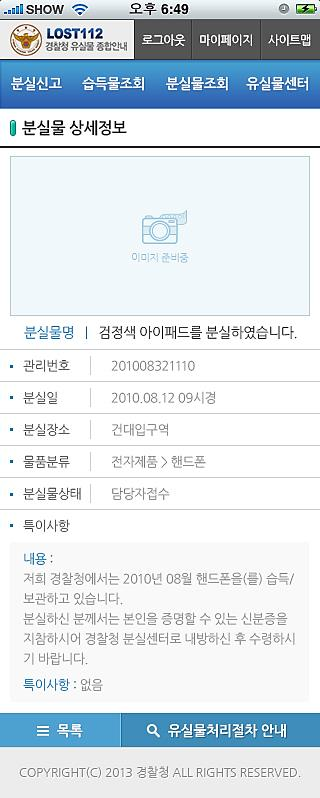 SHOW 오후 6:49
LOST112 경찰청 유실물 종합안내 로그아웃 마이페이지 사이트맵
분실신고 습득물조회 분실물조회 유실물센터
분실물 상세정보
이미지 준비중
분실물명 | 검정색 아이패드를 분실하였습니다.
관리번호 201008321110
분실일 2010.08.12 09시경
분실장소 건대입구역
물품분류 전자제품 > 핸드폰
분실물상태 담당자접수
특이사항
내용 :
저희 경찰청에서는 2010년 08월 핸드폰을(를) 습득/
보관하고 있습니다.
분실하신 분께서는 본인을 증명할 수 있는 신분증을
지참하시어 경찰청 분실센터로 내방하신 후 수령하시
기 바랍니다.
특이사항 : 없음
목록 유실물처리절차 안내
COPYRIGHT(C) 2013 경찰청 ALL RIGHTS RESERVED.